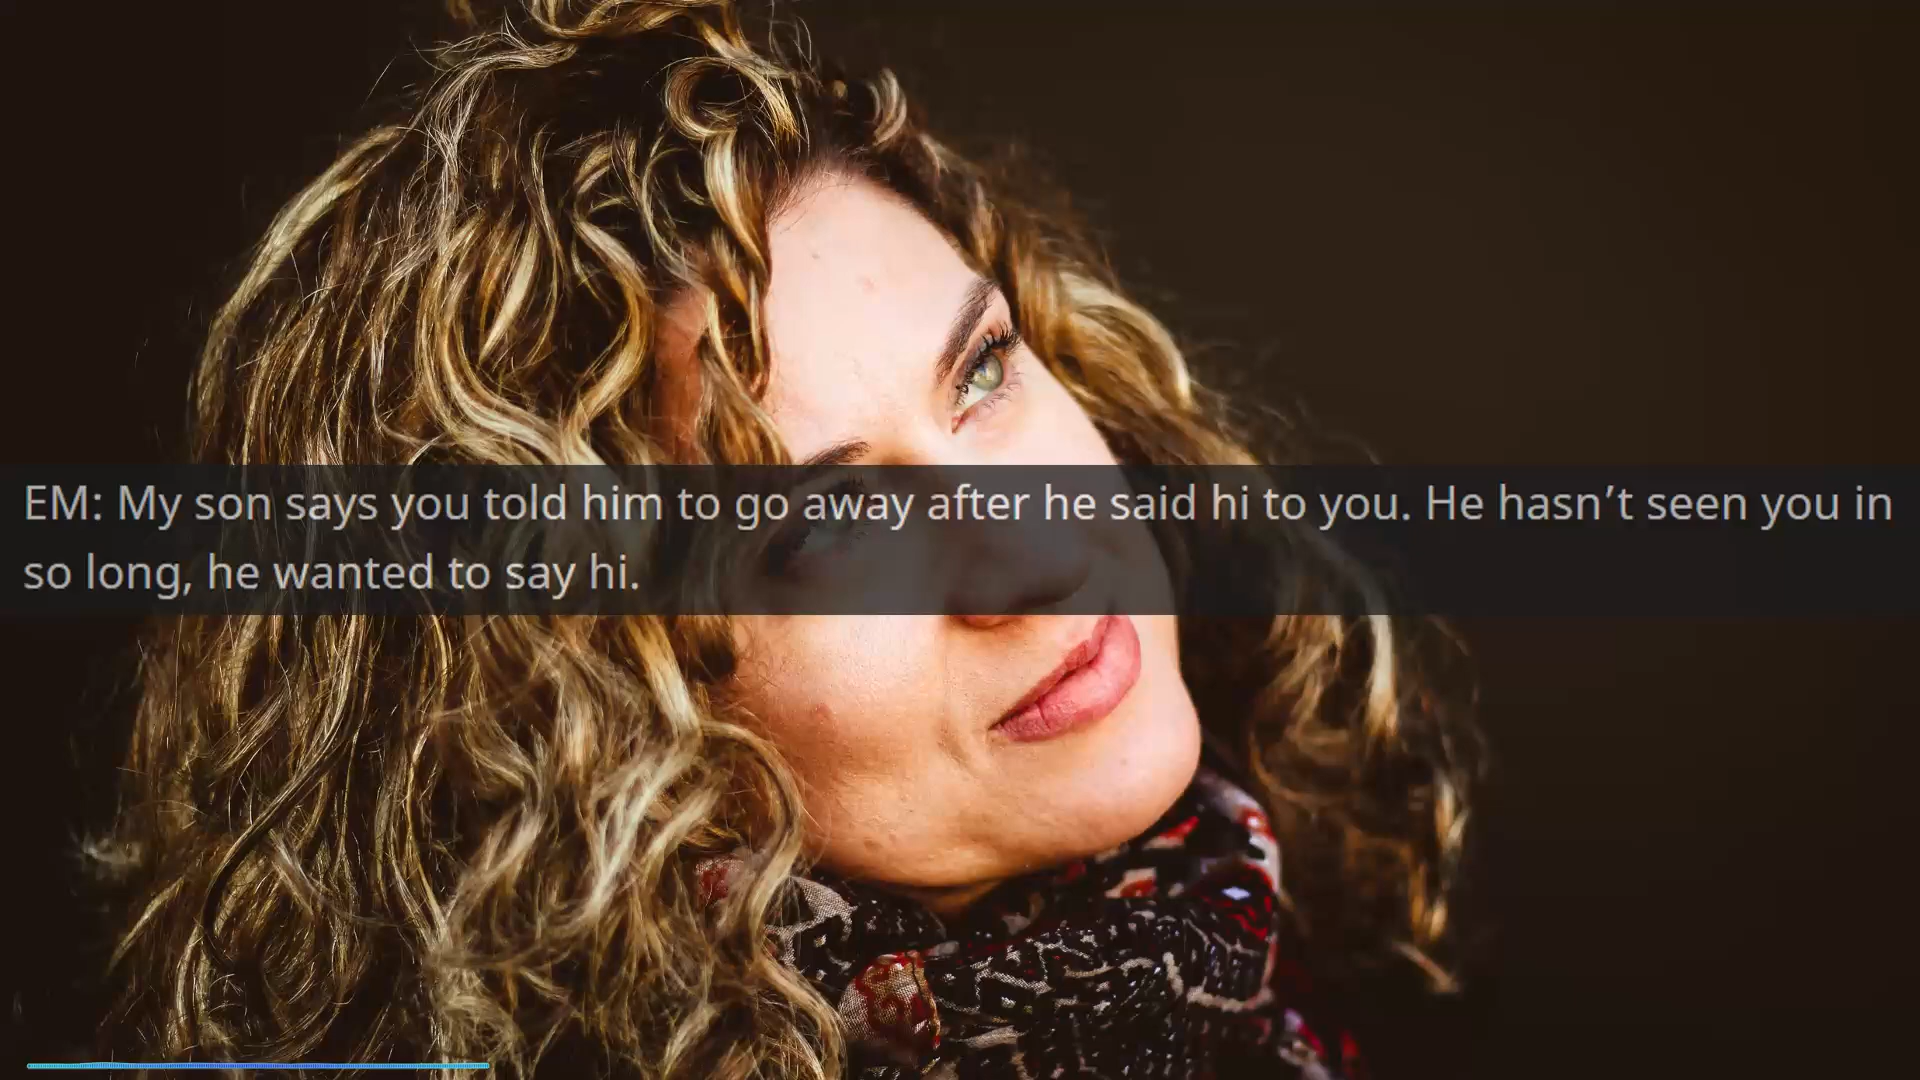 EM: My son says you told him to go away after he said hi to you. He hasn’t seen you in
so long, he wanted to say hi.